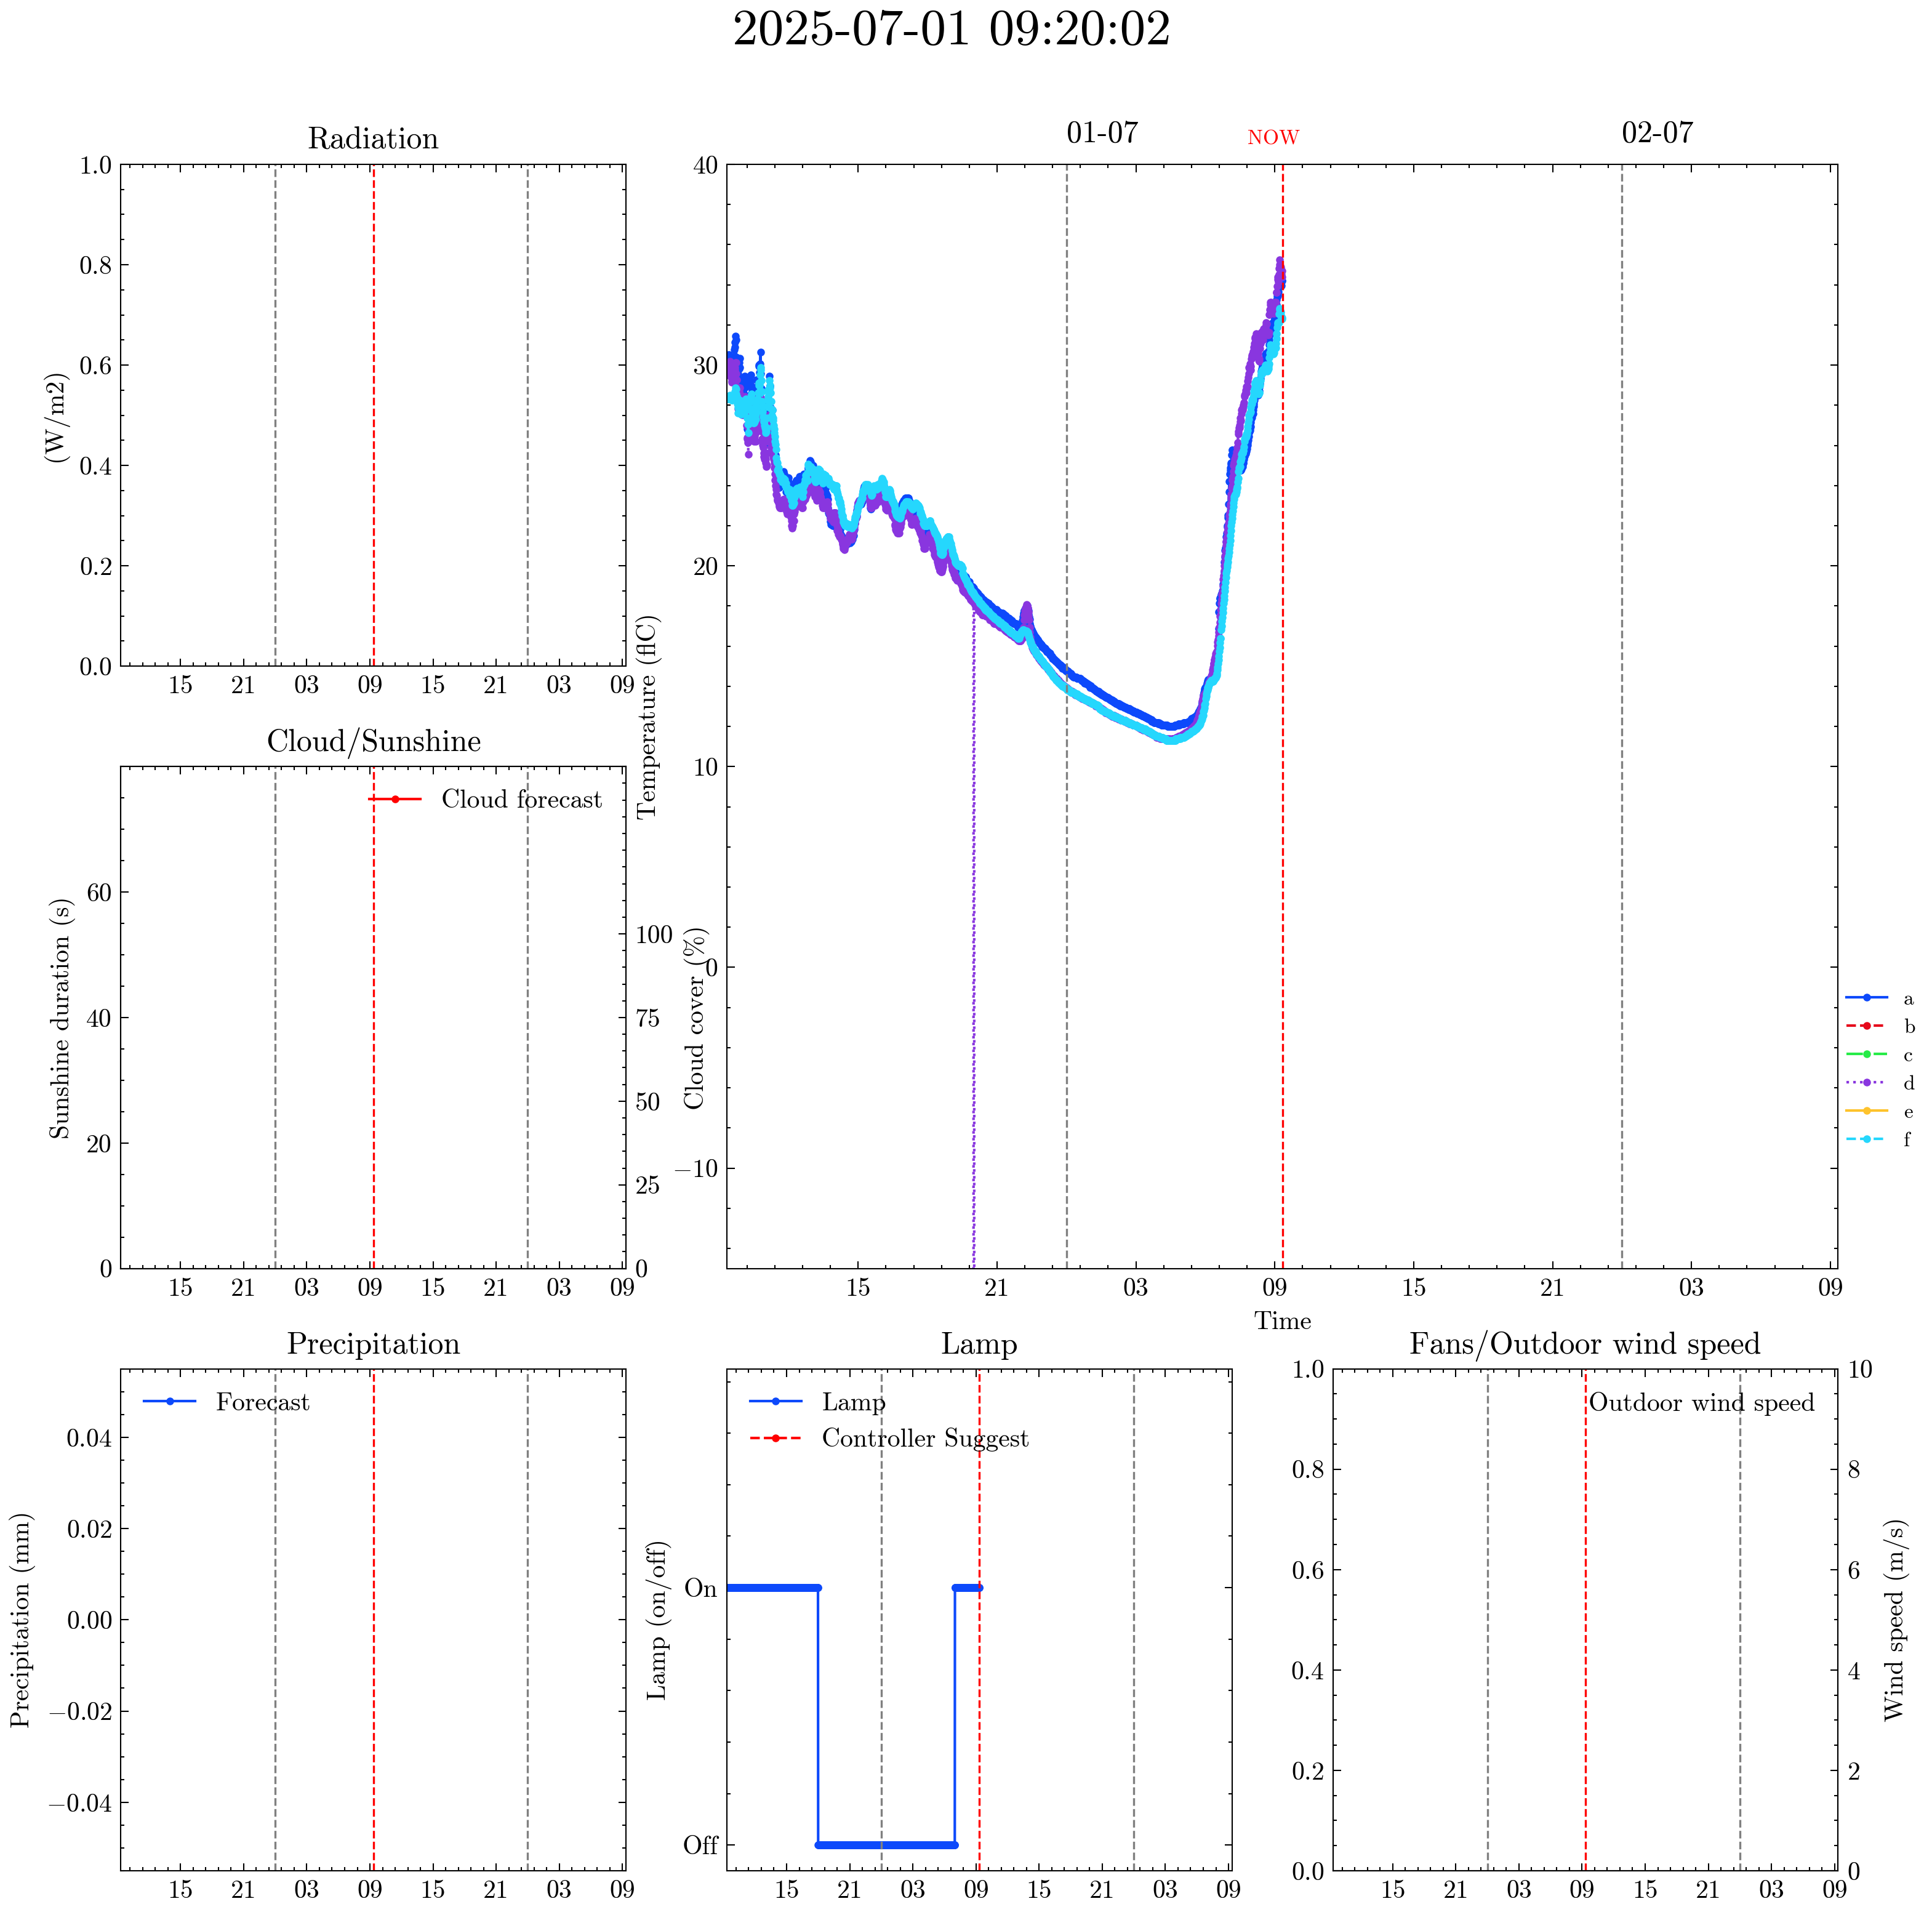 2025-07-01 09:20:02
Radiation
1.0
0.8
0.6
0.4
0.2
0.0
(W/m2)
15 21 03 09 15 21 03 09
01-07
NOW
02-07
40
30
20
10
0
−10
Temperature (flC)
15 21 03 09 15 21 03 09
Time
a
b
c
d
e
f
Cloud/Sunshine
Cloud forecast
60
40
20
0
Sunshine duration (s)
100
75
50
25
0
Cloud cover (%)
15 21 03 09 15 21 03 09
Precipitation
Forecast
0.04
0.02
0.00
−0.02
−0.04
Precipitation (mm)
15 21 03 09 15 21 03 09
Lamp
Lamp
Controller Suggest
On
Off
Lamp (on/off)
15 21 03 09 15 21 03 09
Fans/Outdoor wind speed
Outdoor wind speed
1.0
0.8
0.6
0.4
0.2
0.0
10
8
6
4
2
0
Wind speed (m/s)
15 21 03 09 15 21 03 09